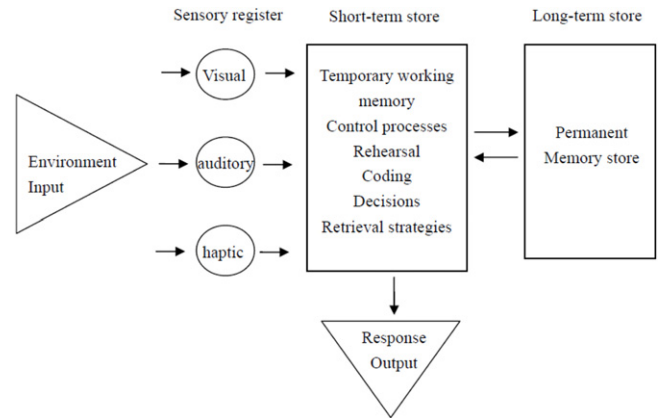 Sensory register
Short-term store
Long-term store
Environment
Input
Visual
auditory
haptic
Temporary working
memory
Control processes
Rehearsal
Coding
Decisions
Retrieval strategies
Permanent
Memory store
Response
Output